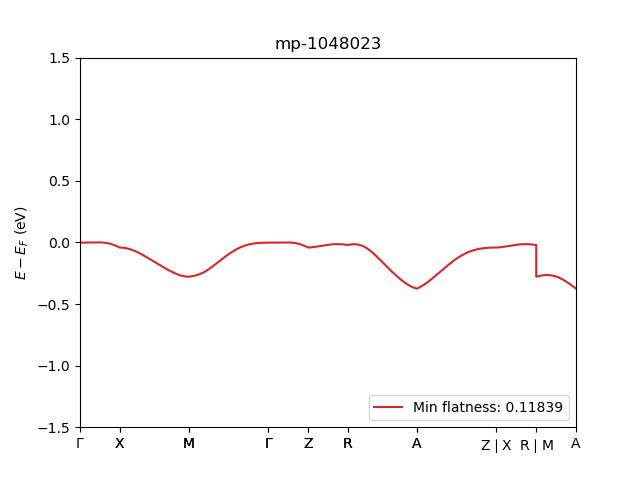 mp-1048023
1.5
1.0
0.5
0.0
−0.5
−1.0
−1.5
E − E_F (eV)
Min flatness: 0.11839
Γ X M Γ Z R A Z | X R | M A